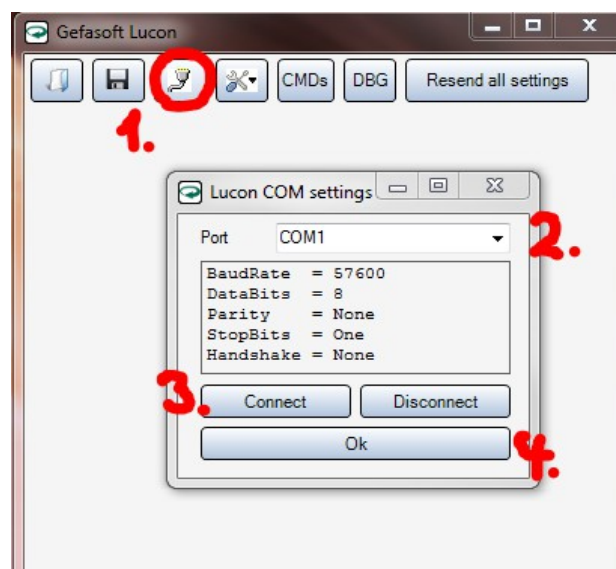 Gefasoft Lucon
CMDs DBG Resend all settings
1.
Lucon COM settings
Port COM1
2.
BaudRate = 57600
DataBits = 8
Parity = None
StopBits = One
Handshake = None
3. Connect Disconnect
Ok 4.